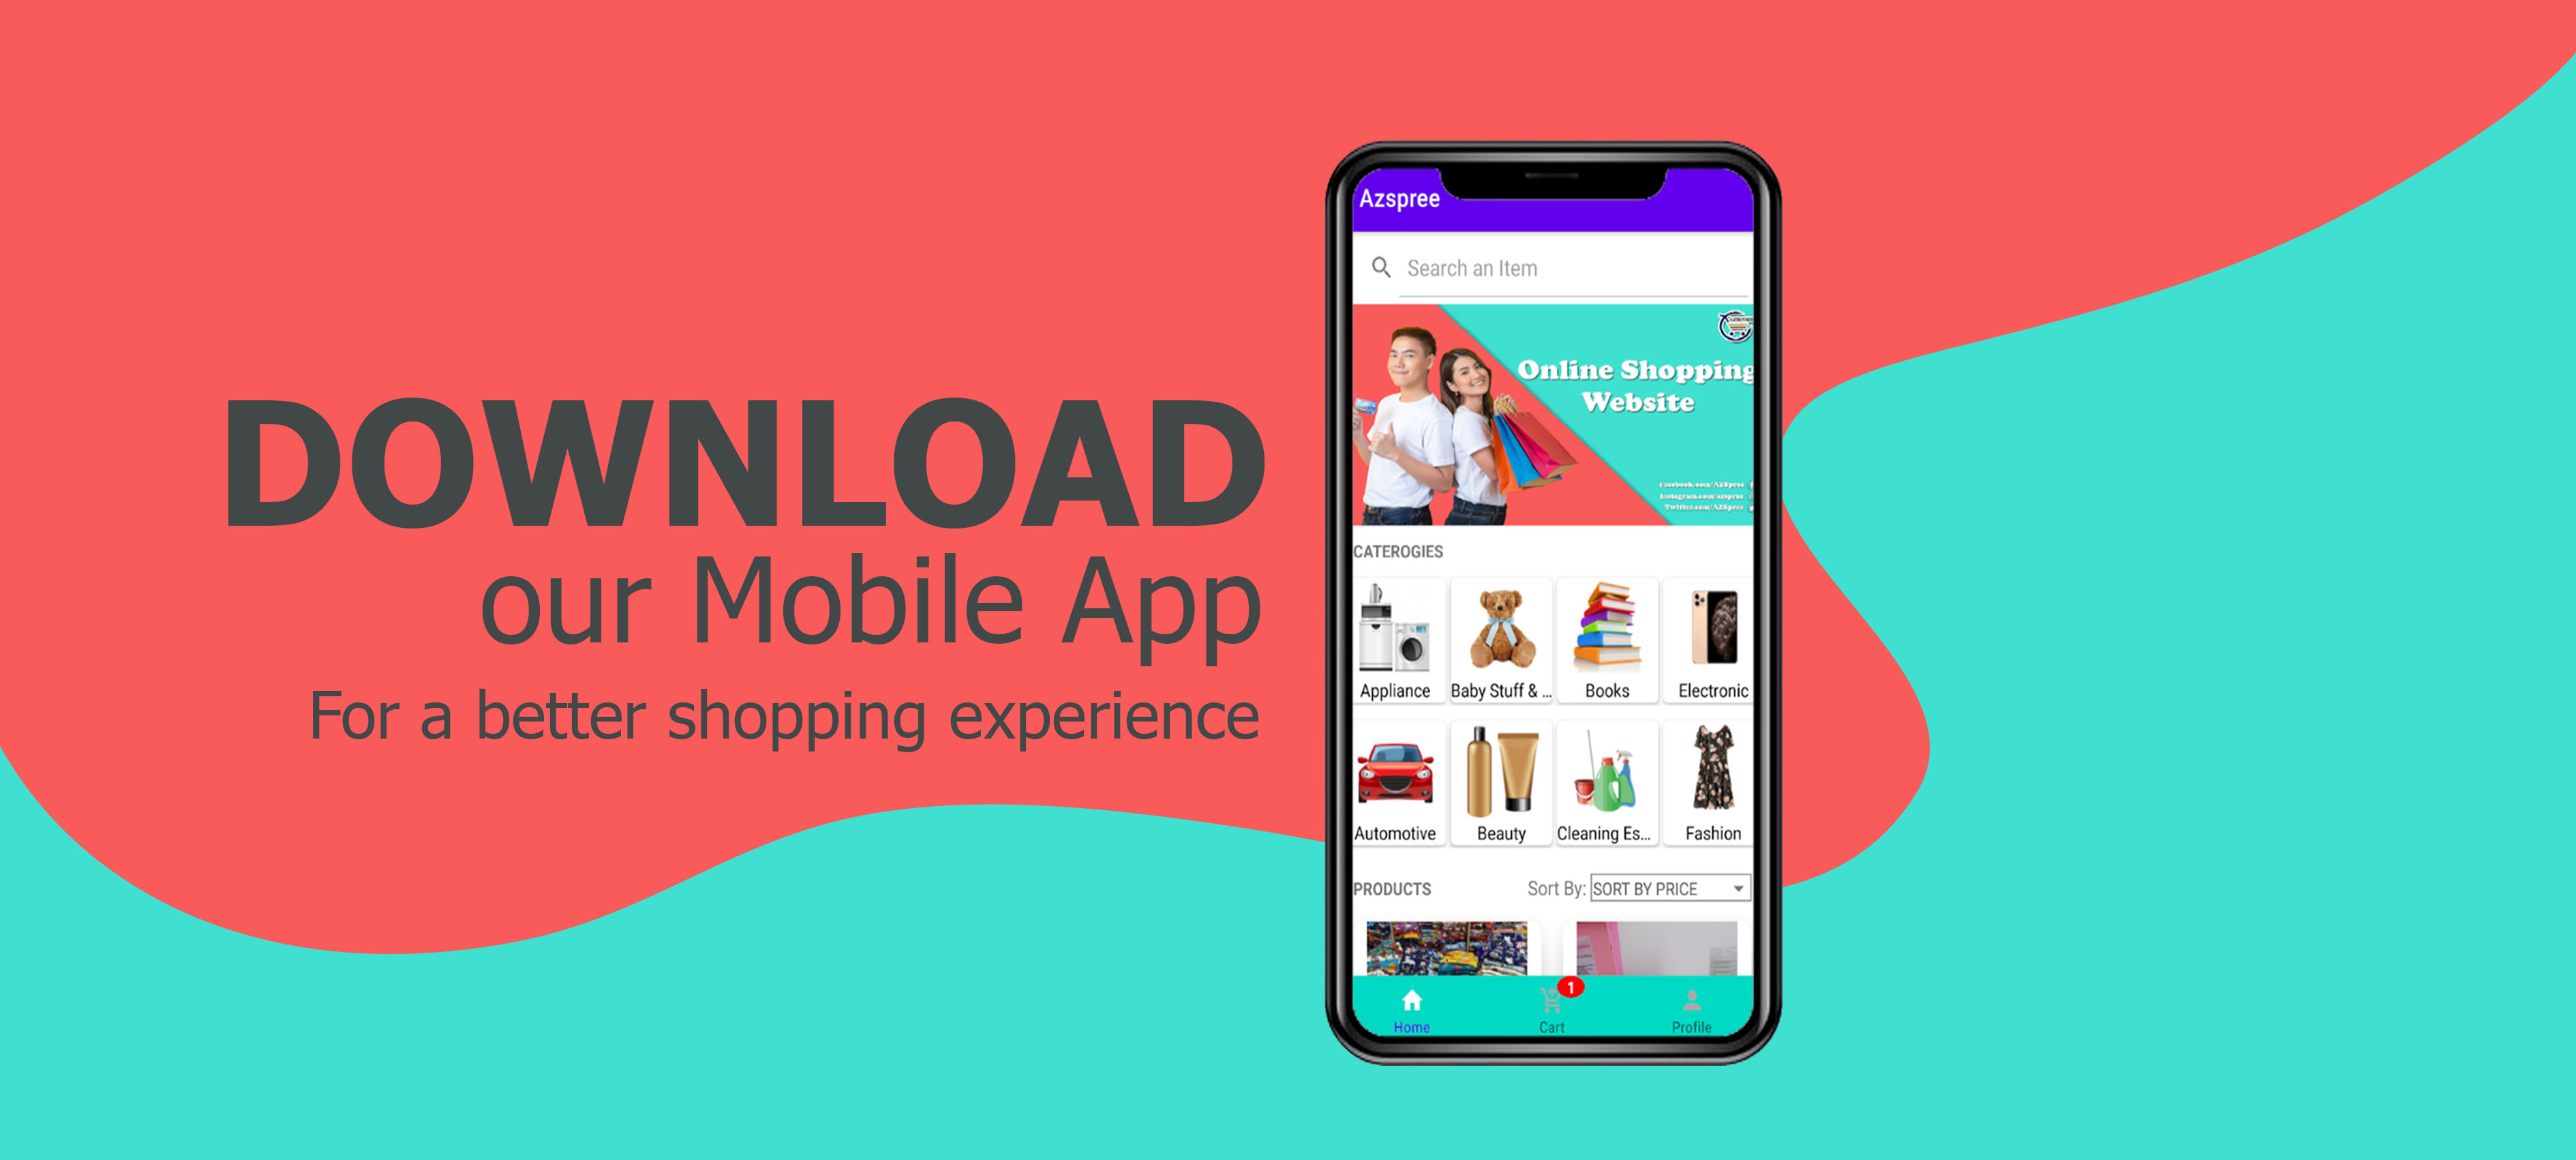 DOWNLOAD
our Mobile App
For a better shopping experience
Azspree
Search an Item
Online Shopping
Website
Facebook.com/AZSpree
Instagram.com/azspree
Twitter.com/AZSpree
CATEROGIES
Appliance
Baby Stuff & ...
Books
Electronic
Automotive
Beauty
Cleaning Es...
Fashion
PRODUCTS
Sort By: SORT BY PRICE
1
Home
Cart
Profile